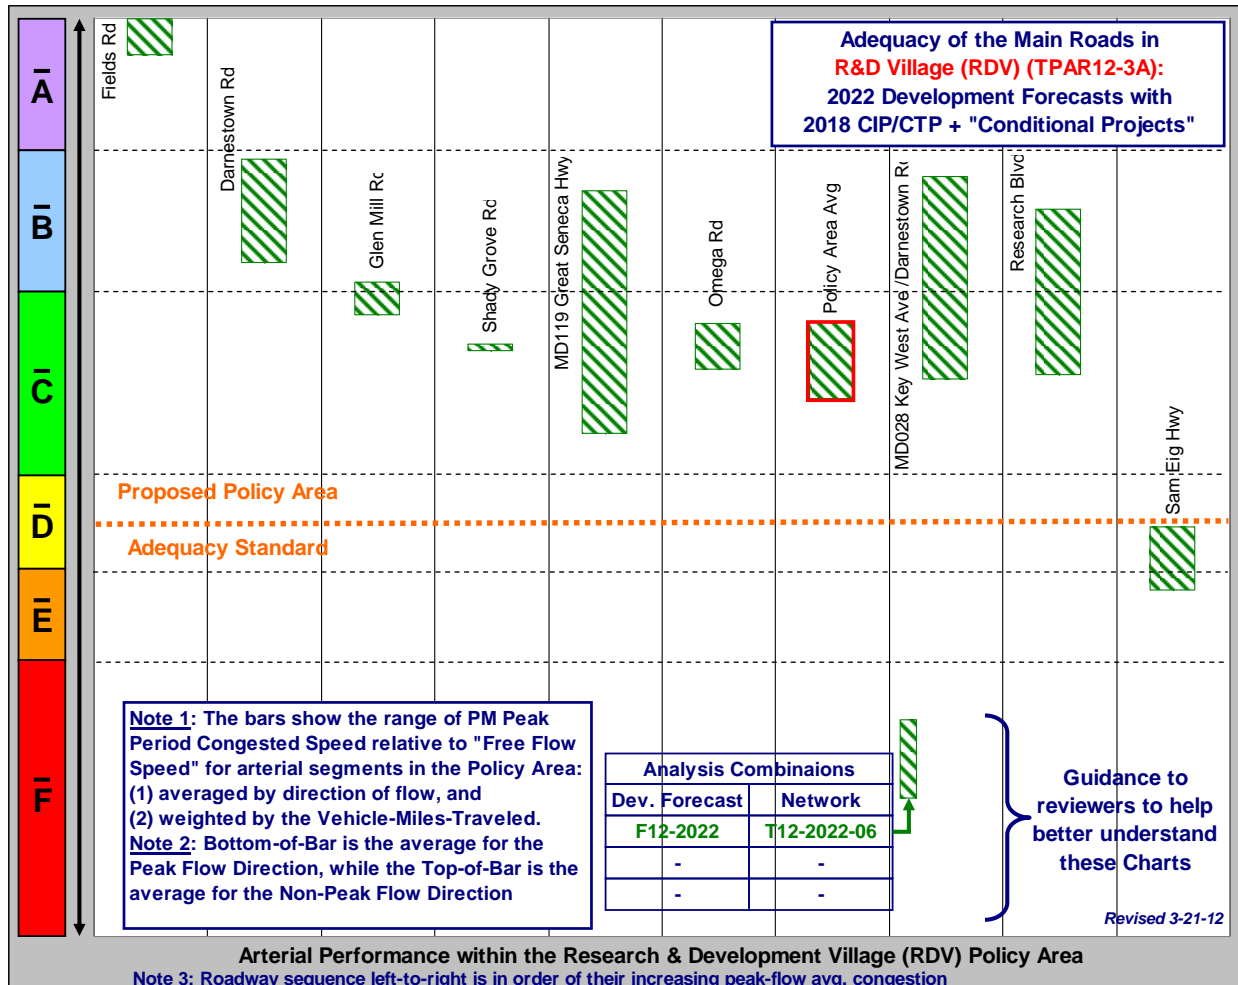 Adequacy of the Main Roads in
R&D Village (RDV) (TPAR12-3A):
2022 Development Forecasts with
2018 CIP/CTP + "Conditional Projects"
A
B
C
D
E
F
Fields Rd
Darnestown Rd
Glen Mill Rd
Shady Grove Rd
MD119 Great Seneca Hwy
Omega Rd
Policy Area Avg
MD028 Key West Ave /Darnestown Rd
Research Blvd
Sam Eig Hwy
Proposed Policy Area
Adequacy Standard
Note 1: The bars show the range of PM Peak
Period Congested Speed relative to "Free Flow
Speed" for arterial segments in the Policy Area:
(1) averaged by direction of flow, and
(2) weighted by the Vehicle-Miles-Traveled.
Note 2: Bottom-of-Bar is the average for the
Peak Flow Direction, while the Top-of-Bar is the
average for the Non-Peak Flow Direction
Analysis Combinaions
Dev. Forecast Network
F12-2022 T12-2022-06
- -
- -
Guidance to
reviewers to help
better understand
these Charts
Revised 3-21-12
Arterial Performance within the Research & Development Village (RDV) Policy Area
Note 3: Roadway sequence left-to-right is in order of their increasing peak-flow avg. congestion